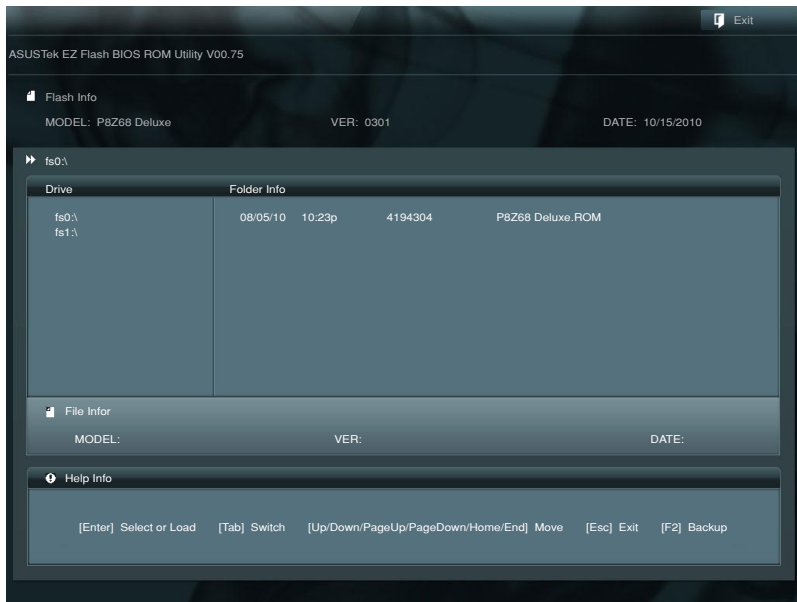 Exit
ASUSTek EZ Flash BIOS ROM Utility V00.75
Flash Info
MODEL: P8Z68 Deluxe VER: 0301 DATE: 10/15/2010
fs0:\
Drive Folder Info
fs0:\ 08/05/10 10:23p 4194304 P8Z68 Deluxe.ROM
fs1:\
File Infor
MODEL: VER: DATE:
Help Info
[Enter] Select or Load [Tab] Switch [Up/Down/PageUp/PageDown/Home/End] Move [Esc] Exit [F2] Backup